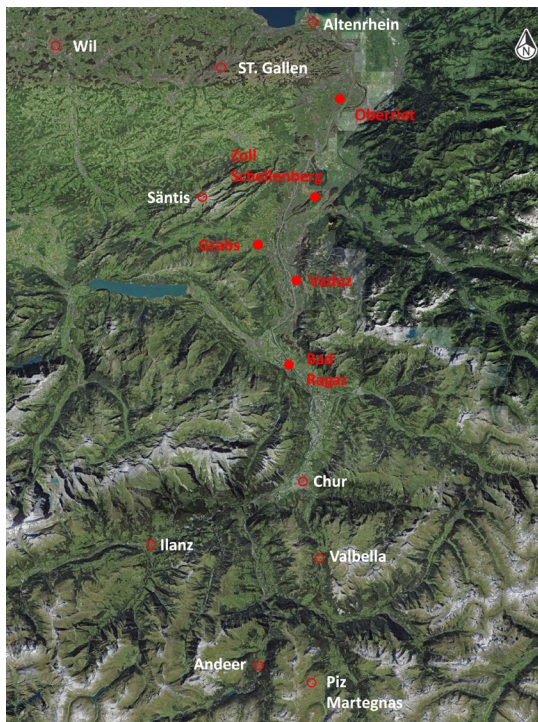 Altenrhein
Wil
N
ST. Gallen
Oberriet
Zoll
Schellenberg
Säntis
Grabs
Vaduz
Bad
Ragaz
Chur
Ilanz
Valbella
Andeer
Piz
Martegnas